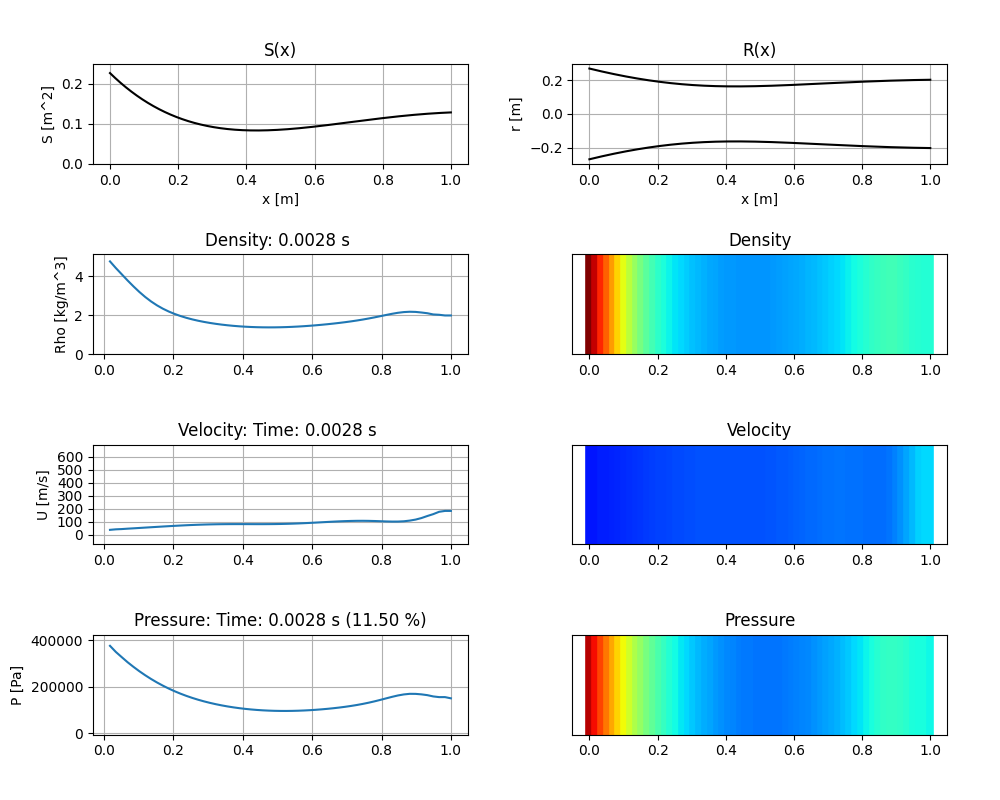 S(x)
S [m^2]
0.2
0.1
0.0
0.0 0.2 0.4 0.6 0.8 1.0
x [m]
R(x)
r [m]
0.2
0.0
−0.2
0.0 0.2 0.4 0.6 0.8 1.0
x [m]
Density: 0.0028 s
Rho [kg/m^3]
4
2
0
0.0 0.2 0.4 0.6 0.8 1.0
Density
0.0 0.2 0.4 0.6 0.8 1.0
Velocity: Time: 0.0028 s
U [m/s]
600
500
400
300
200
100
0
0.0 0.2 0.4 0.6 0.8 1.0
Velocity
0.0 0.2 0.4 0.6 0.8 1.0
Pressure: Time: 0.0028 s (11.50 %)
P [Pa]
400000
200000
0
0.0 0.2 0.4 0.6 0.8 1.0
Pressure
0.0 0.2 0.4 0.6 0.8 1.0